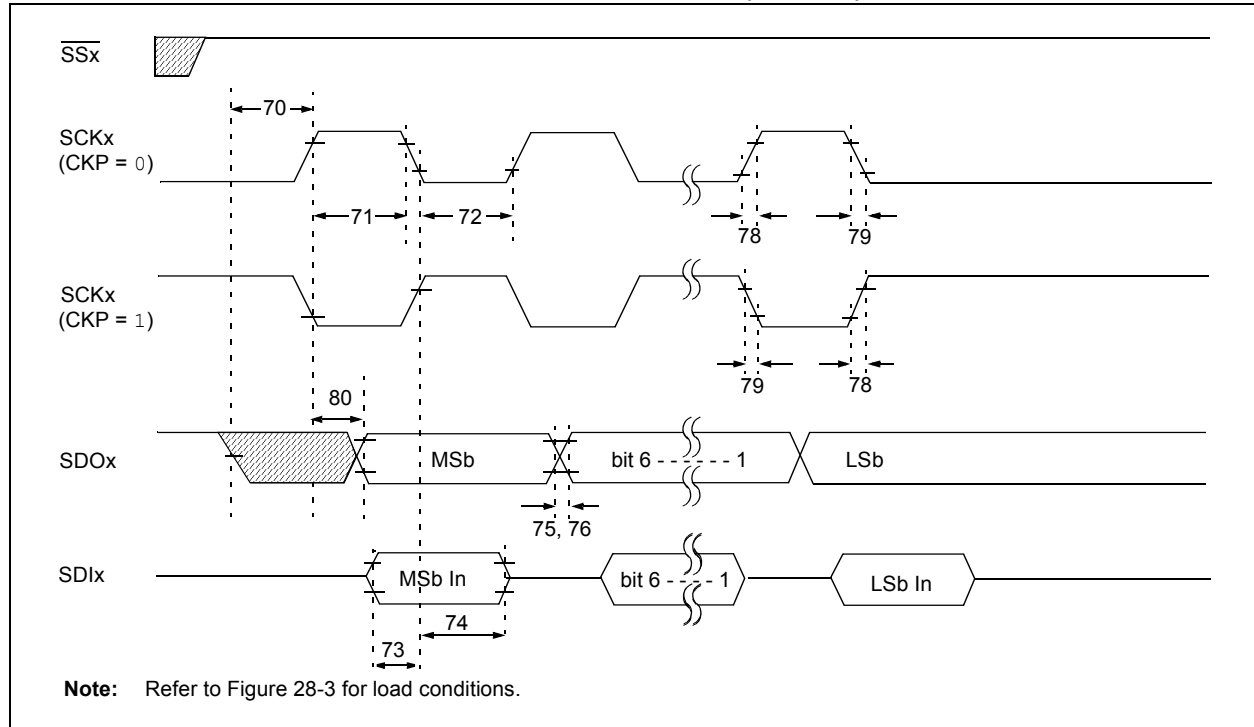 SSx
70
SCKx
(CKP = 0)
71
72
78
79
SCKx
(CKP = 1)
79
78
80
SDOx
MSb
bit 6 - - - - - - 1
LSb
75, 76
SDIx
MSb In
bit 6 - - - - 1
LSb In
74
73
Note: Refer to Figure 28-3 for load conditions.